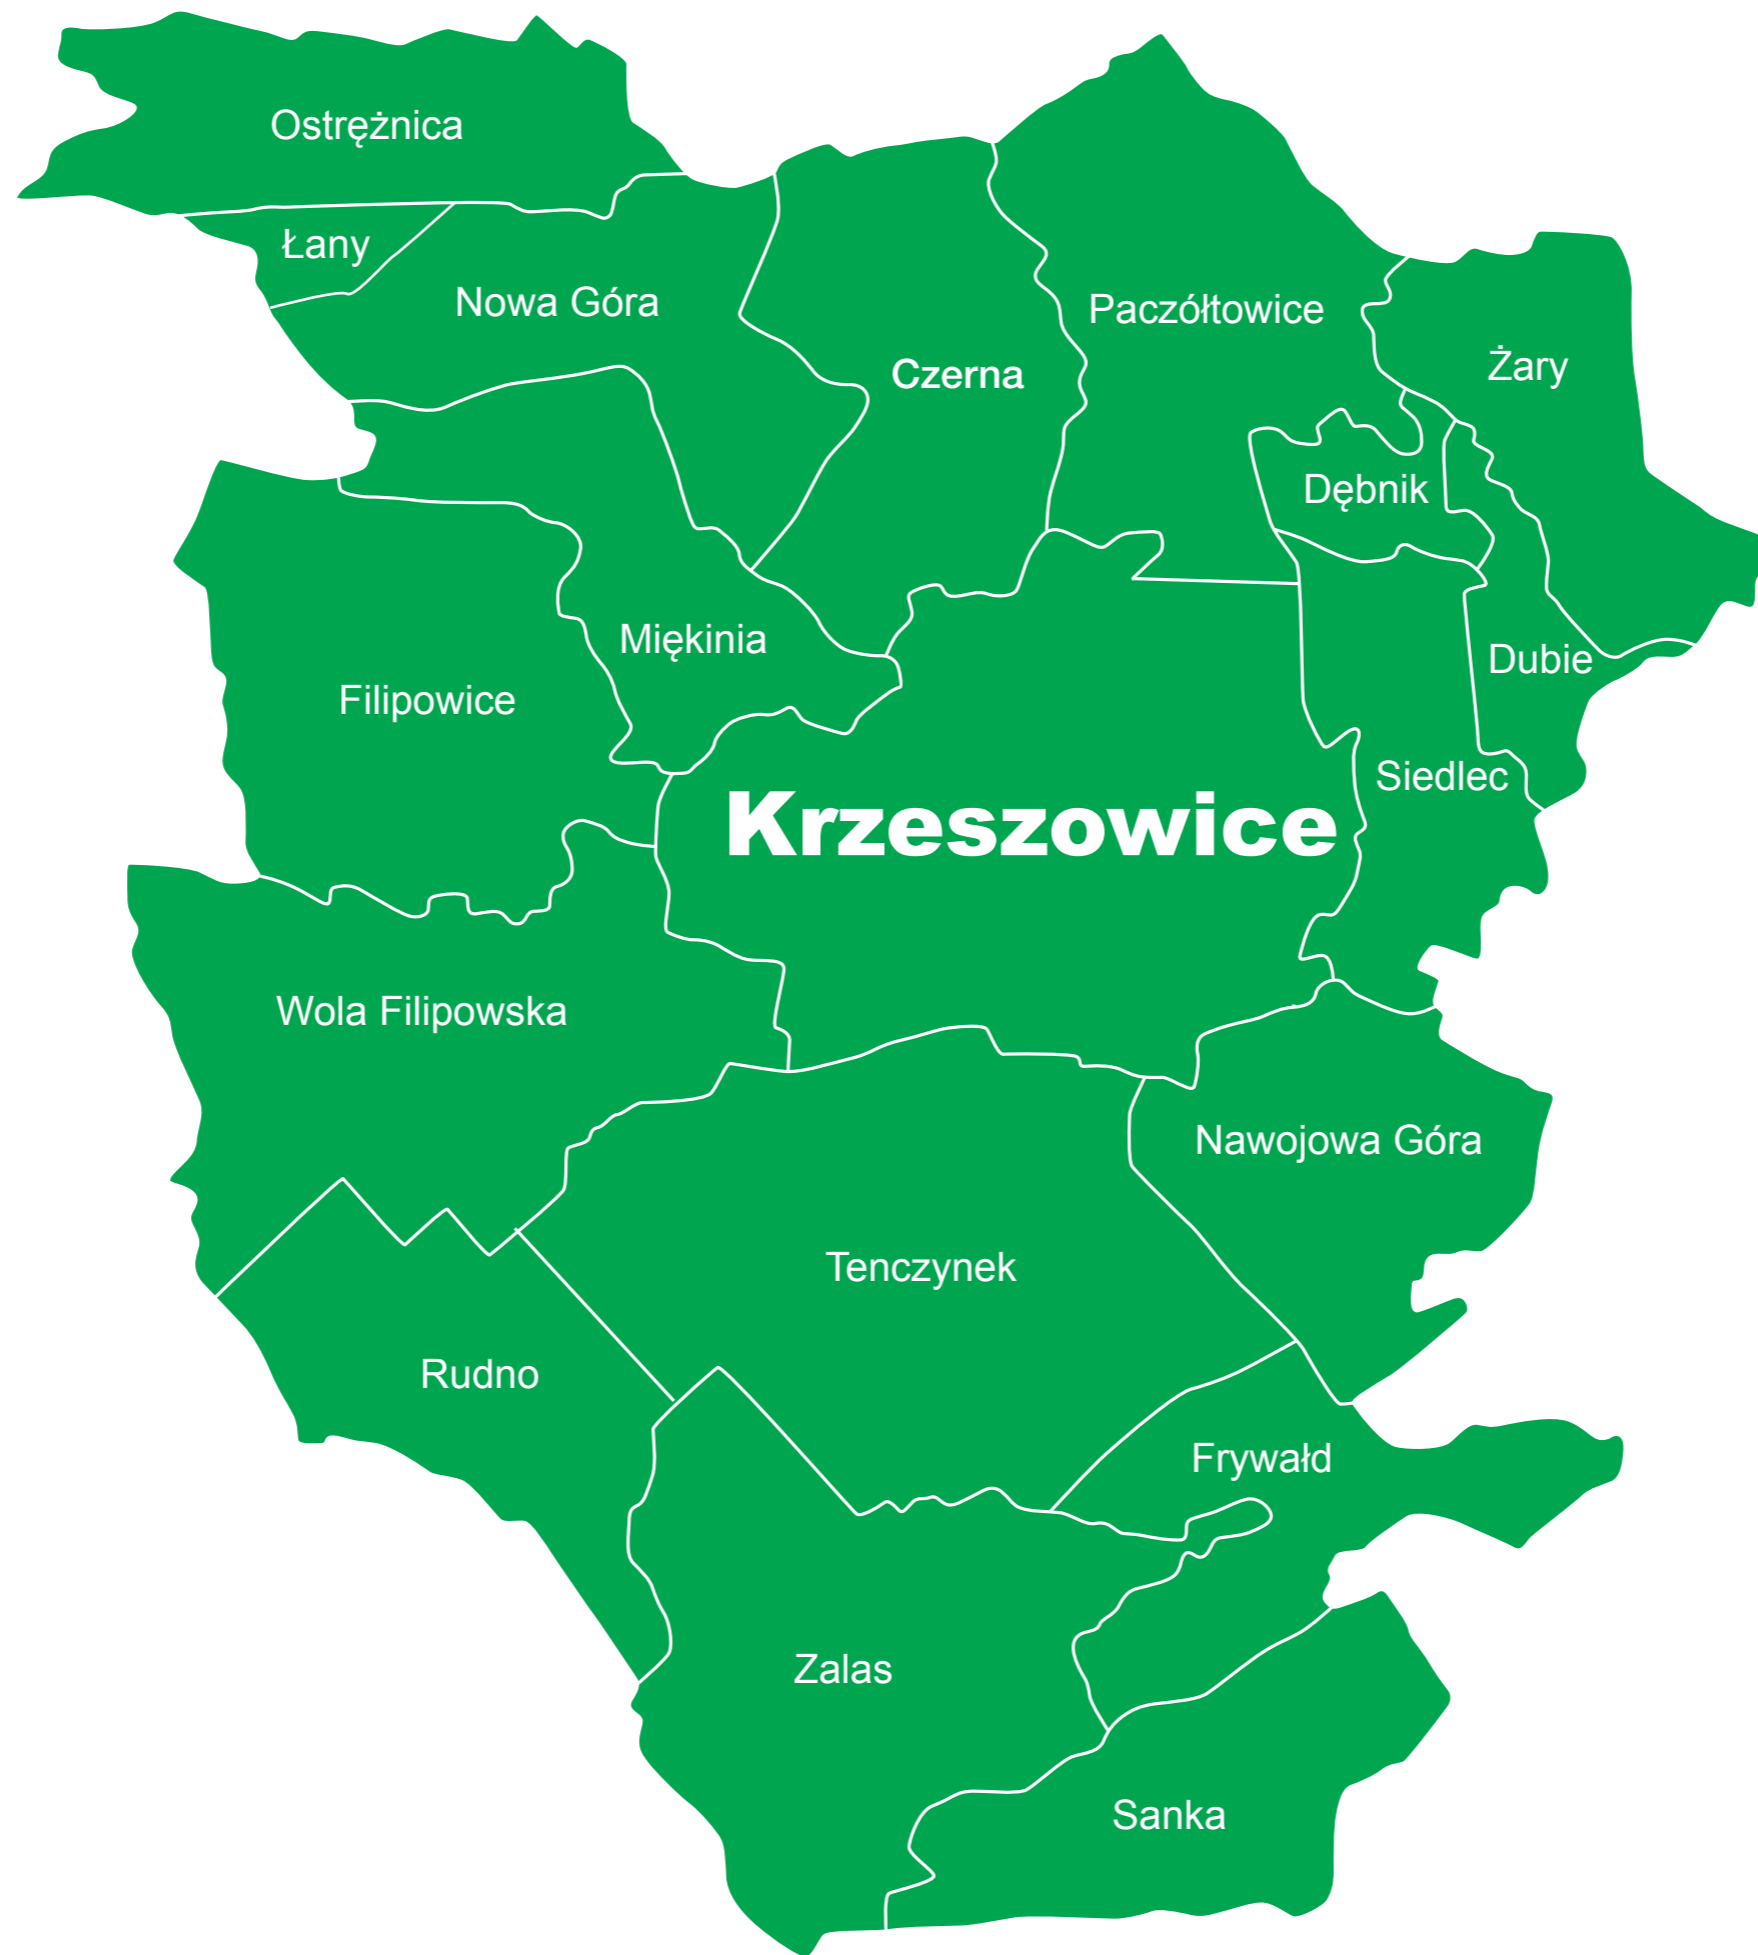 Ostrężnica
Łany
Nowa Góra
Paczółtowice
Żary
Czerna
Dębnik
Miękinia
Dubie
Filipowice
Siedlec
Krzeszowice
Wola Filipowska
Nawojowa Góra
Tenczynek
Rudno
Frywałd
Zalas
Sanka